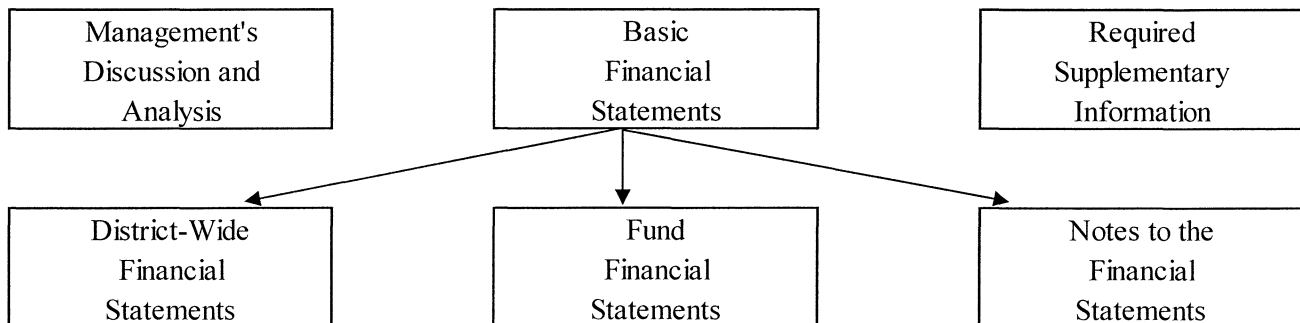 Management's
Discussion and
Analysis
Basic
Financial
Statements
Required
Supplementary
Information
District-Wide
Financial
Statements
Fund
Financial
Statements
Notes to the
Financial
Statements